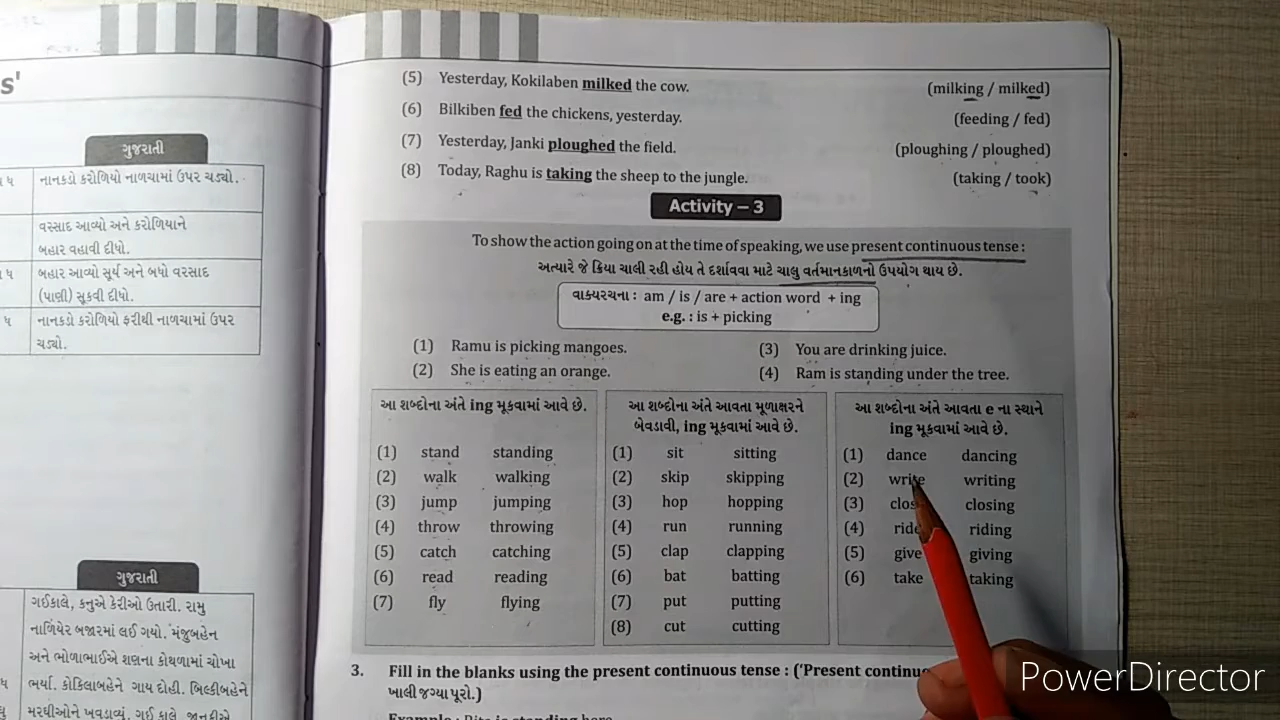 s'
ગુજરાતી
નાનકડો કરોળિયો નાળચામાં ઉપર ચડ્યો.
વરસાદ આવ્યો અને કરોળિયાને
બહાર વહાવી દીધો.
બહાર આવ્યો સૂર્ય અને બધો વરસાદ
(પાણી) સૂકવી દીધો.
નાનકડો કરોળિયો ફરીથી નાળચામાં ઉપર
ચડ્યો.
ગુજરાતી
ગઈકાલે, કનુએ કેરીઓ ઉતારી. રામુ
નાળિયેર બજારમાં લઈ ગયો. મંજુબહેન
અને ભોળાભાઈએ શણના કોથળામાં ચોખા
ભર્યા. કોકિલાબહેને ગાય દોહી. બિલ્કીબહેને
મરઘીઓને ખવડાવ્યું. ગઈ કાલે, જાનકીએ
(5) Yesterday, Kokilaben milked the cow. (milking / milked)
(6) Bilkiben fed the chickens, yesterday. (feeding / fed)
(7) Yesterday, Janki ploughed the field. (ploughing / ploughed)
(8) Today, Raghu is taking the sheep to the jungle. (taking / took)
Activity – 3
To show the action going on at the time of speaking, we use present continuous tense :
અત્યારે જે ક્રિયા ચાલી રહી હોય તે દર્શાવવા માટે ચાલુ વર્તમાનકાળનો ઉપયોગ થાય છે.
વાક્યરચના : am / is / are + action word + ing
e.g. : is + picking
(1) Ramu is picking mangoes. (3) You are drinking juice.
(2) She is eating an orange. (4) Ram is standing under the tree.
આ શબ્દોના અંતે ing મૂકવામાં આવે છે.
(1) stand standing
(2) walk walking
(3) jump jumping
(4) throw throwing
(5) catch catching
(6) read reading
(7) fly flying
આ શબ્દોના અંતે આવતા મૂળાક્ષરને
બેવડાવી, ing મૂકવામાં આવે છે.
(1) sit sitting
(2) skip skipping
(3) hop hopping
(4) run running
(5) clap clapping
(6) bat batting
(7) put putting
(8) cut cutting
આ શબ્દોના અંતે આવતા e ના સ્થાને
ing મૂકવામાં આવે છે.
(1) dance dancing
(2) write writing
(3) clos closing
(4) ride riding
(5) give giving
(6) take taking
3. Fill in the blanks using the present continuous tense : ('Present continu
ખાલી જગ્યા પૂરો.)
Example : Rita is standing here.
PowerDirector